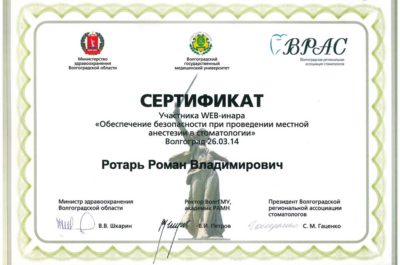 Министерство
здравоохранения
Волгоградской области
Волгоградский
государственный
медицинский университет
ВРАС
Волгоградская региональная
ассоциация стоматологов
СЕРТИФИКАТ
Участника WEB-инара
«Обеспечение безопасности при проведении местной
анестезии в стоматологии»
Волгоград 26.03.14
Ротарь Роман Владимирович
Министр здравоохранения
Волгоградской области
В.В. Шкарин
Ректор ВолгГМУ,
академик РАМН
В.И. Петров
Президент Волгоградской
региональной ассоциации
стоматологов
С. М. Гаценко